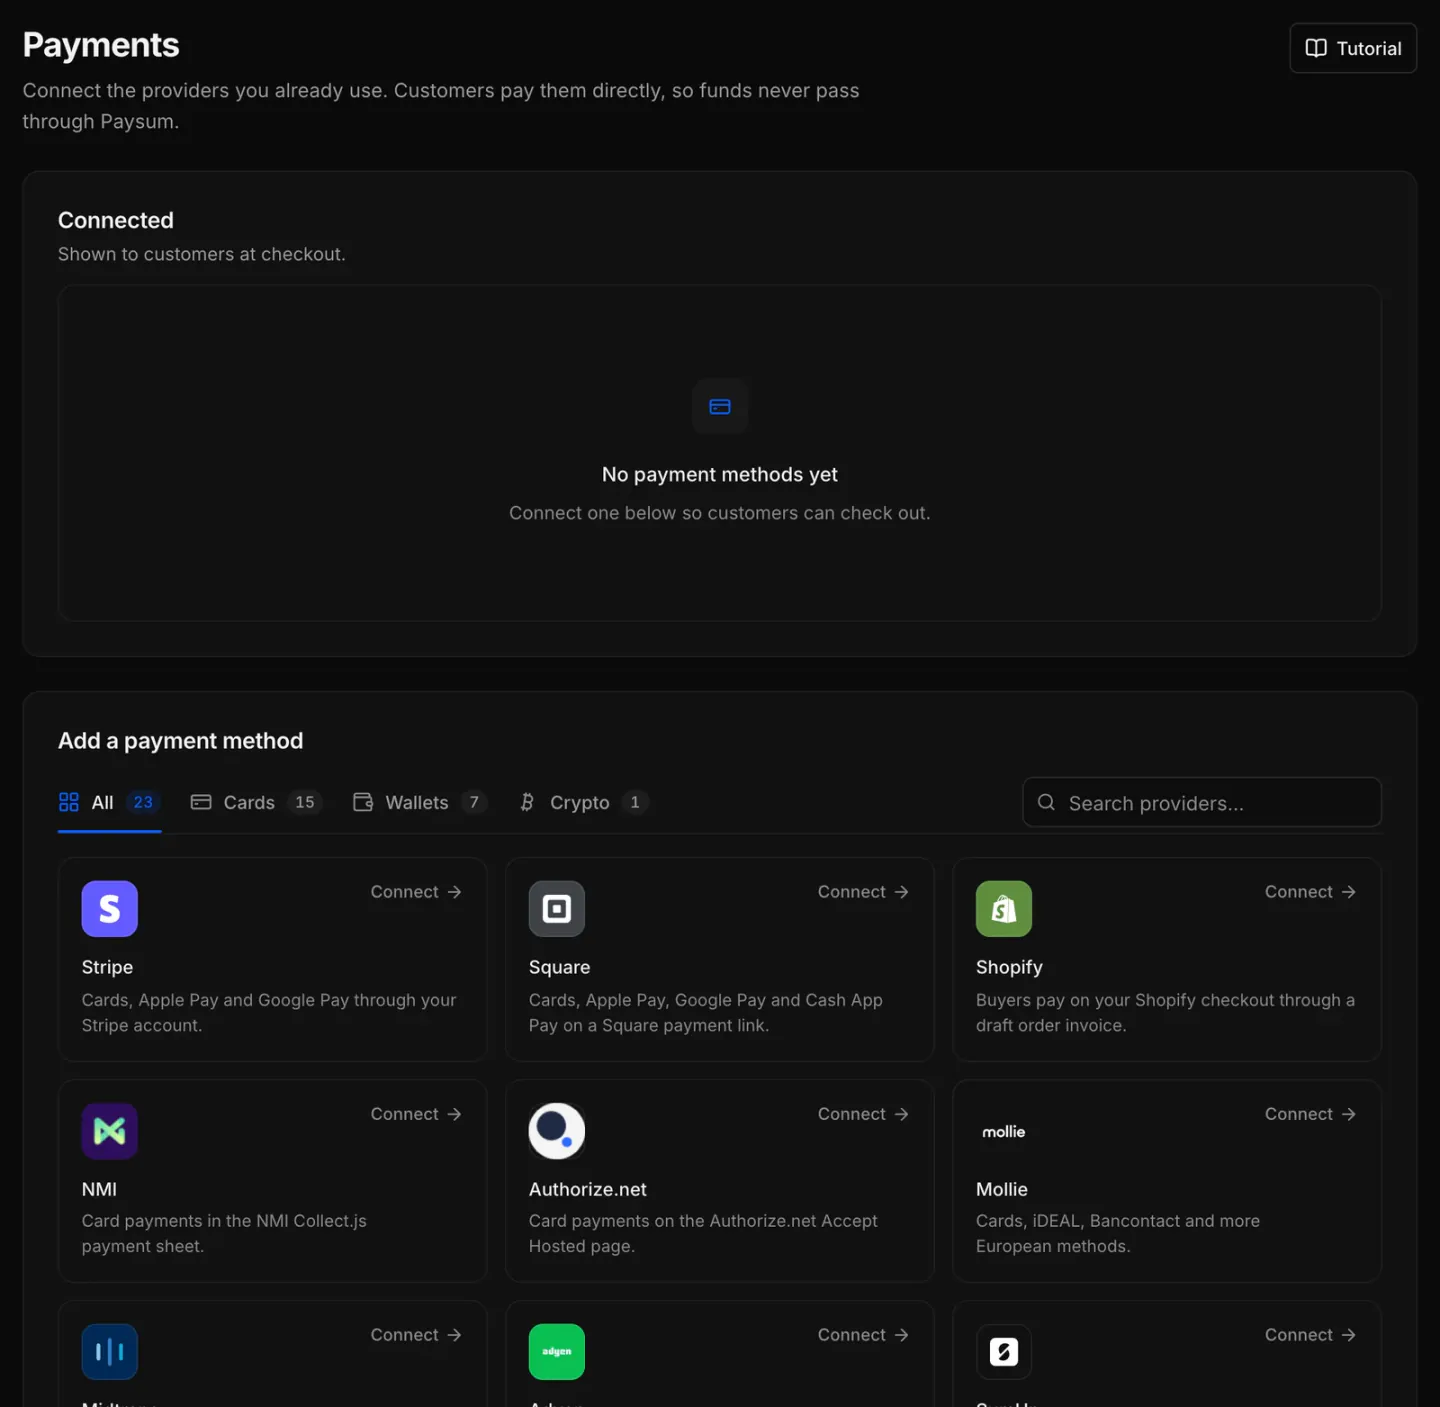 Payments
Tutorial
Connect the providers you already use. Customers pay them directly, so funds never pass
through Paysum.
Connected
Shown to customers at checkout.
No payment methods yet
Connect one below so customers can check out.
Add a payment method
All 23 Cards 15 Wallets 7 Crypto 1 Search providers...
S Connect → Connect → S Connect →
Stripe Square Shopify
Cards, Apple Pay and Google Pay through your
Stripe account.
Cards, Apple Pay, Google Pay and Cash App
Pay on a Square payment link.
Buyers pay on your Shopify checkout through a
draft order invoice.
Connect → Connect → mollie Connect →
NMI Authorize.net Mollie
Card payments in the NMI Collect.js
payment sheet.
Card payments on the Authorize.net Accept
Hosted page.
Cards, iDEAL, Bancontact and more
European methods.
Connect → adyen Connect → S Connect →